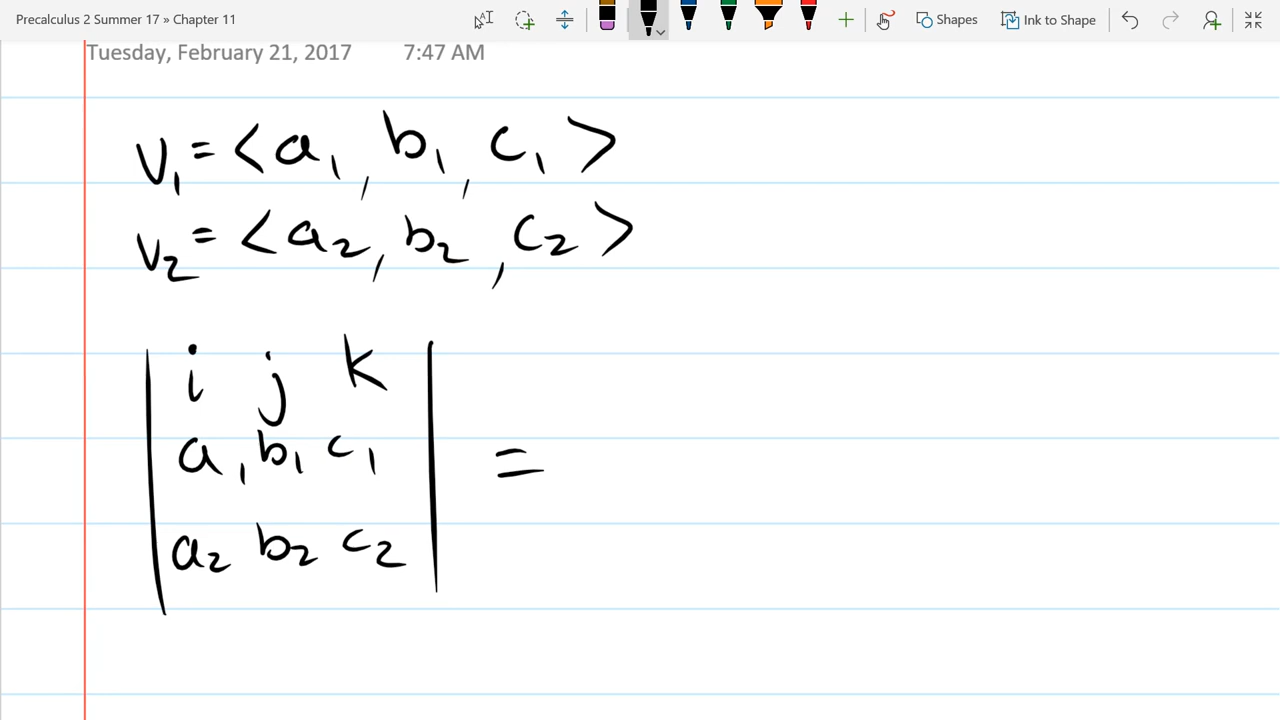 Precalculus 2 Summer 17 » Chapter 11
Shapes
Ink to Shape
Tuesday, February 21, 2017 7:47 AM
V₁ = <a₁, b₁, c₁>
V₂ = <a₂, b₂, c₂>
| i j k |
| a₁ b₁ c₁ | =
| a₂ b₂ c₂ |